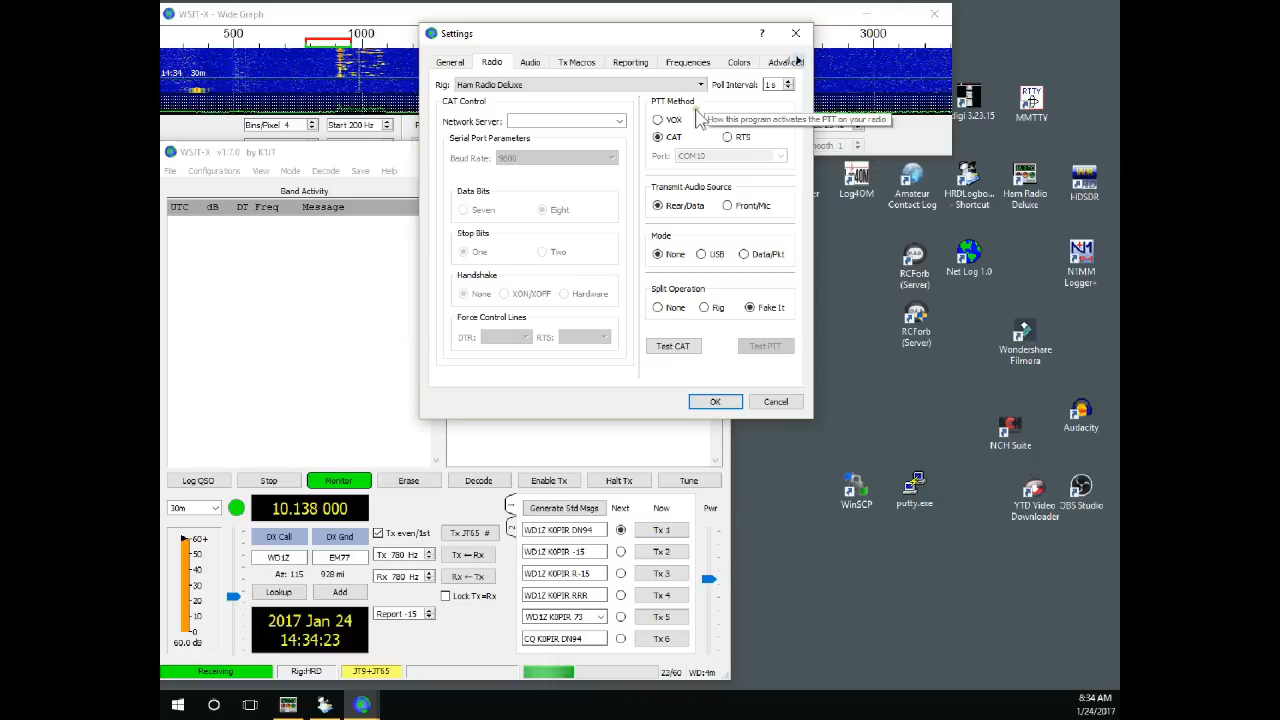 WSJT-X - Wide Graph
500 1000 3000
14:34 30m
Bins/Pixel 4 Start 200 Hz
Smooth 1
Settings ?
General Radio Audio Tx Macros Reporting Frequencies Colors Advanced
Rig: Ham Radio Deluxe Poll Interval: 1 s
CAT Control
Network Server:
Serial Port Parameters
Baud Rate: 9600
Data Bits
Seven Eight
Stop Bits
One Two
Handshake
None XON/XOFF Hardware
Force Control Lines
DTR: RTS:
PTT Method
How this program activates the PTT on your radio
VOX
CAT RTS
Port: COM10
Transmit Audio Source
Rear/Data Front/Mic
Mode
None USB Data/Pkt
Split Operation
None Rig Fake It
Test CAT Test PTT
OK Cancel
WSJT-X v1.7.0 by K1JT
File Configurations View Mode Decode Save Help
Band Activity
UTC dB DT Freq Message
Log QSO Stop Monitor Erase Decode Enable Tx Halt Tx Tune
30m 10.138 000
DX Call DX Grid
WD1Z EM77
Az: 115 928 mi
Lookup Add
2017 Jan 24
14:34:23
+60+
+50
+40
+30
+20
+10
0
60.0 dB
Tx even/1st Tx JT65 #
Tx 780 Hz Tx ← Rx
Rx 780 Hz Rx ← Tx
Lock Tx=Rx
Report -15
1
2
Generate Std Msgs Next Now Pwr
WD1Z K0PIR DN94 Tx 1
WD1Z K0PIR -15 Tx 2
WD1Z K0PIR R-15 Tx 3
WD1Z K0PIR RRR Tx 4
WD1Z K0PIR 73 Tx 5
CQ K0PIR DN94 Tx 6
Receiving Rig:HRD JT9+JT65 23/60 WD:4m
digi 3.23.15
MMTTY
Log4OM
Amateur
Contact Log
HRDLogbo...
- Shortcut
Ham Radio
Deluxe
HDSDR
RCForb
(Server)
Net Log 1.0
N1MM
Logger+
RCForb
(Server)
Wondershare
Filmora
NCH Suite
Audacity
WinSCP
putty.exe
YTD Video
Downloader
OBS Studio
8:34 AM
1/24/2017